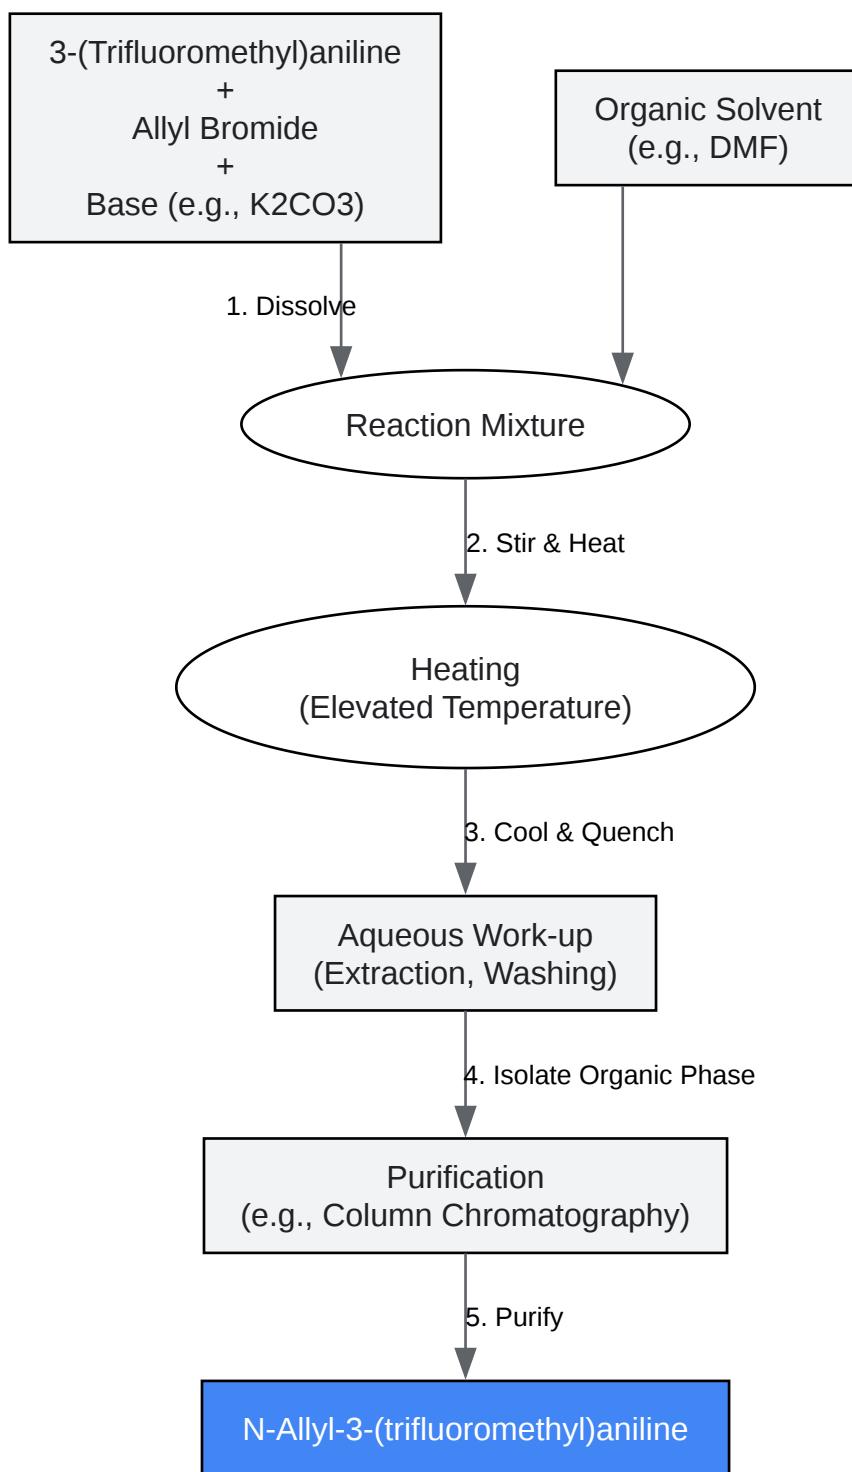 3-(Trifluoromethyl)aniline
+
Allyl Bromide
+
Base (e.g., K2CO3)
Organic Solvent
(e.g., DMF)
1. Dissolve
Reaction Mixture
2. Stir & Heat
Heating
(Elevated Temperature)
3. Cool & Quench
Aqueous Work-up
(Extraction, Washing)
4. Isolate Organic Phase
Purification
(e.g., Column Chromatography)
5. Purify
N-Allyl-3-(trifluoromethyl)aniline